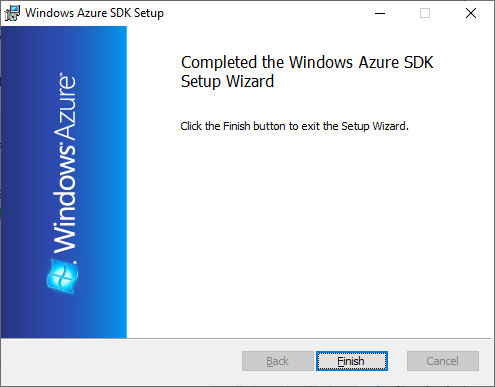 Windows Azure SDK Setup
Completed the Windows Azure SDK
Setup Wizard
Click the Finish button to exit the Setup Wizard.
Windows Azure™
Back
Finish
Cancel